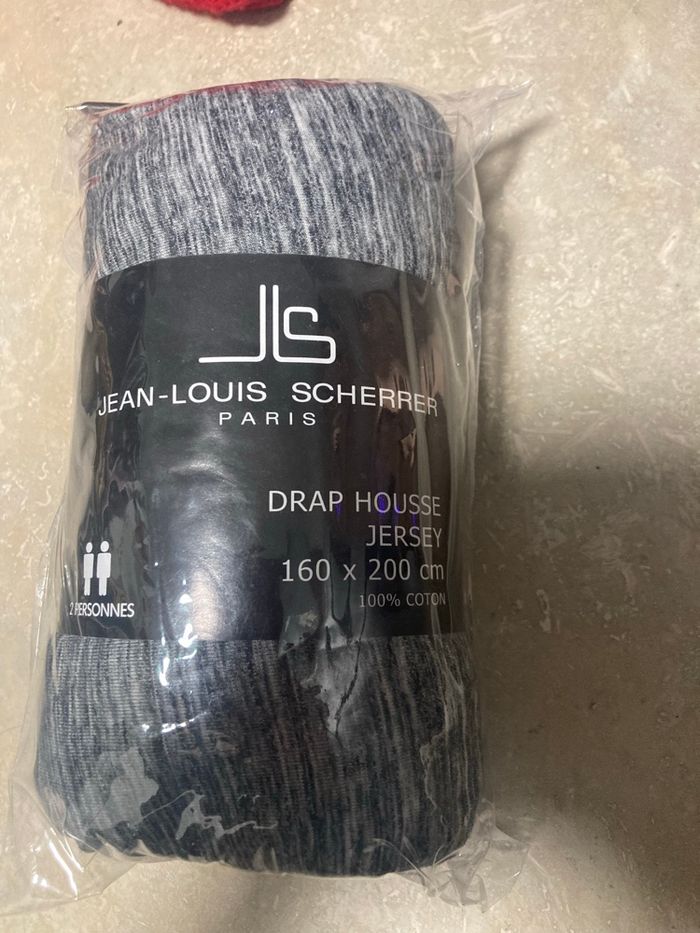 JLS
JEAN-LOUIS SCHERRER
PARIS
DRAP HOUSSE
JERSEY
160 x 200 cm
100% COTON
2 PERSONNES